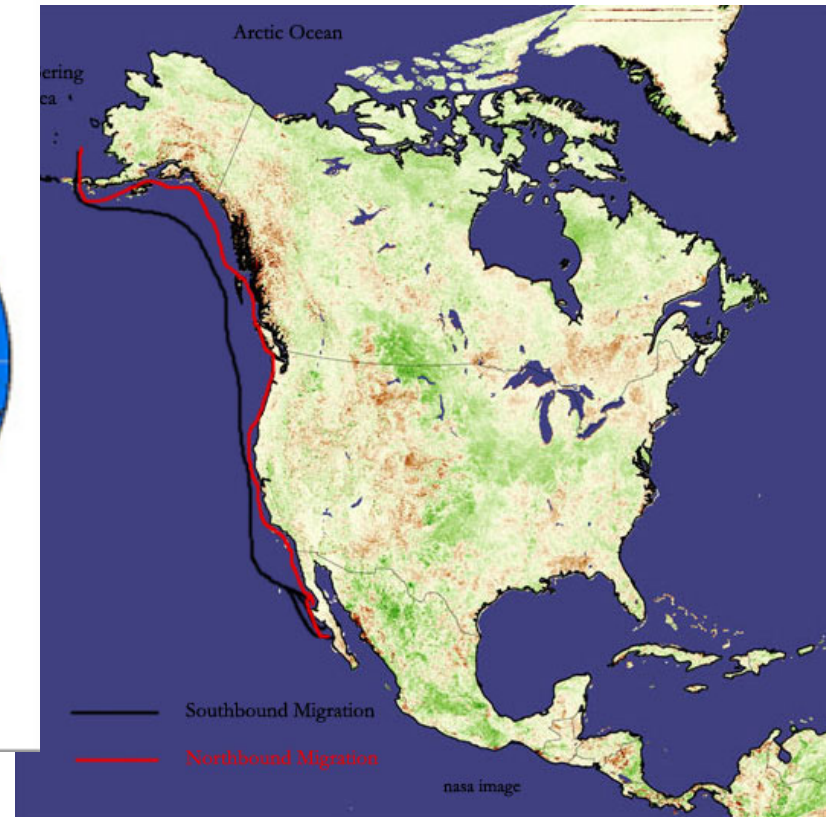 Arctic Ocean
Southbound Migration
Northbound Migration
nasa image